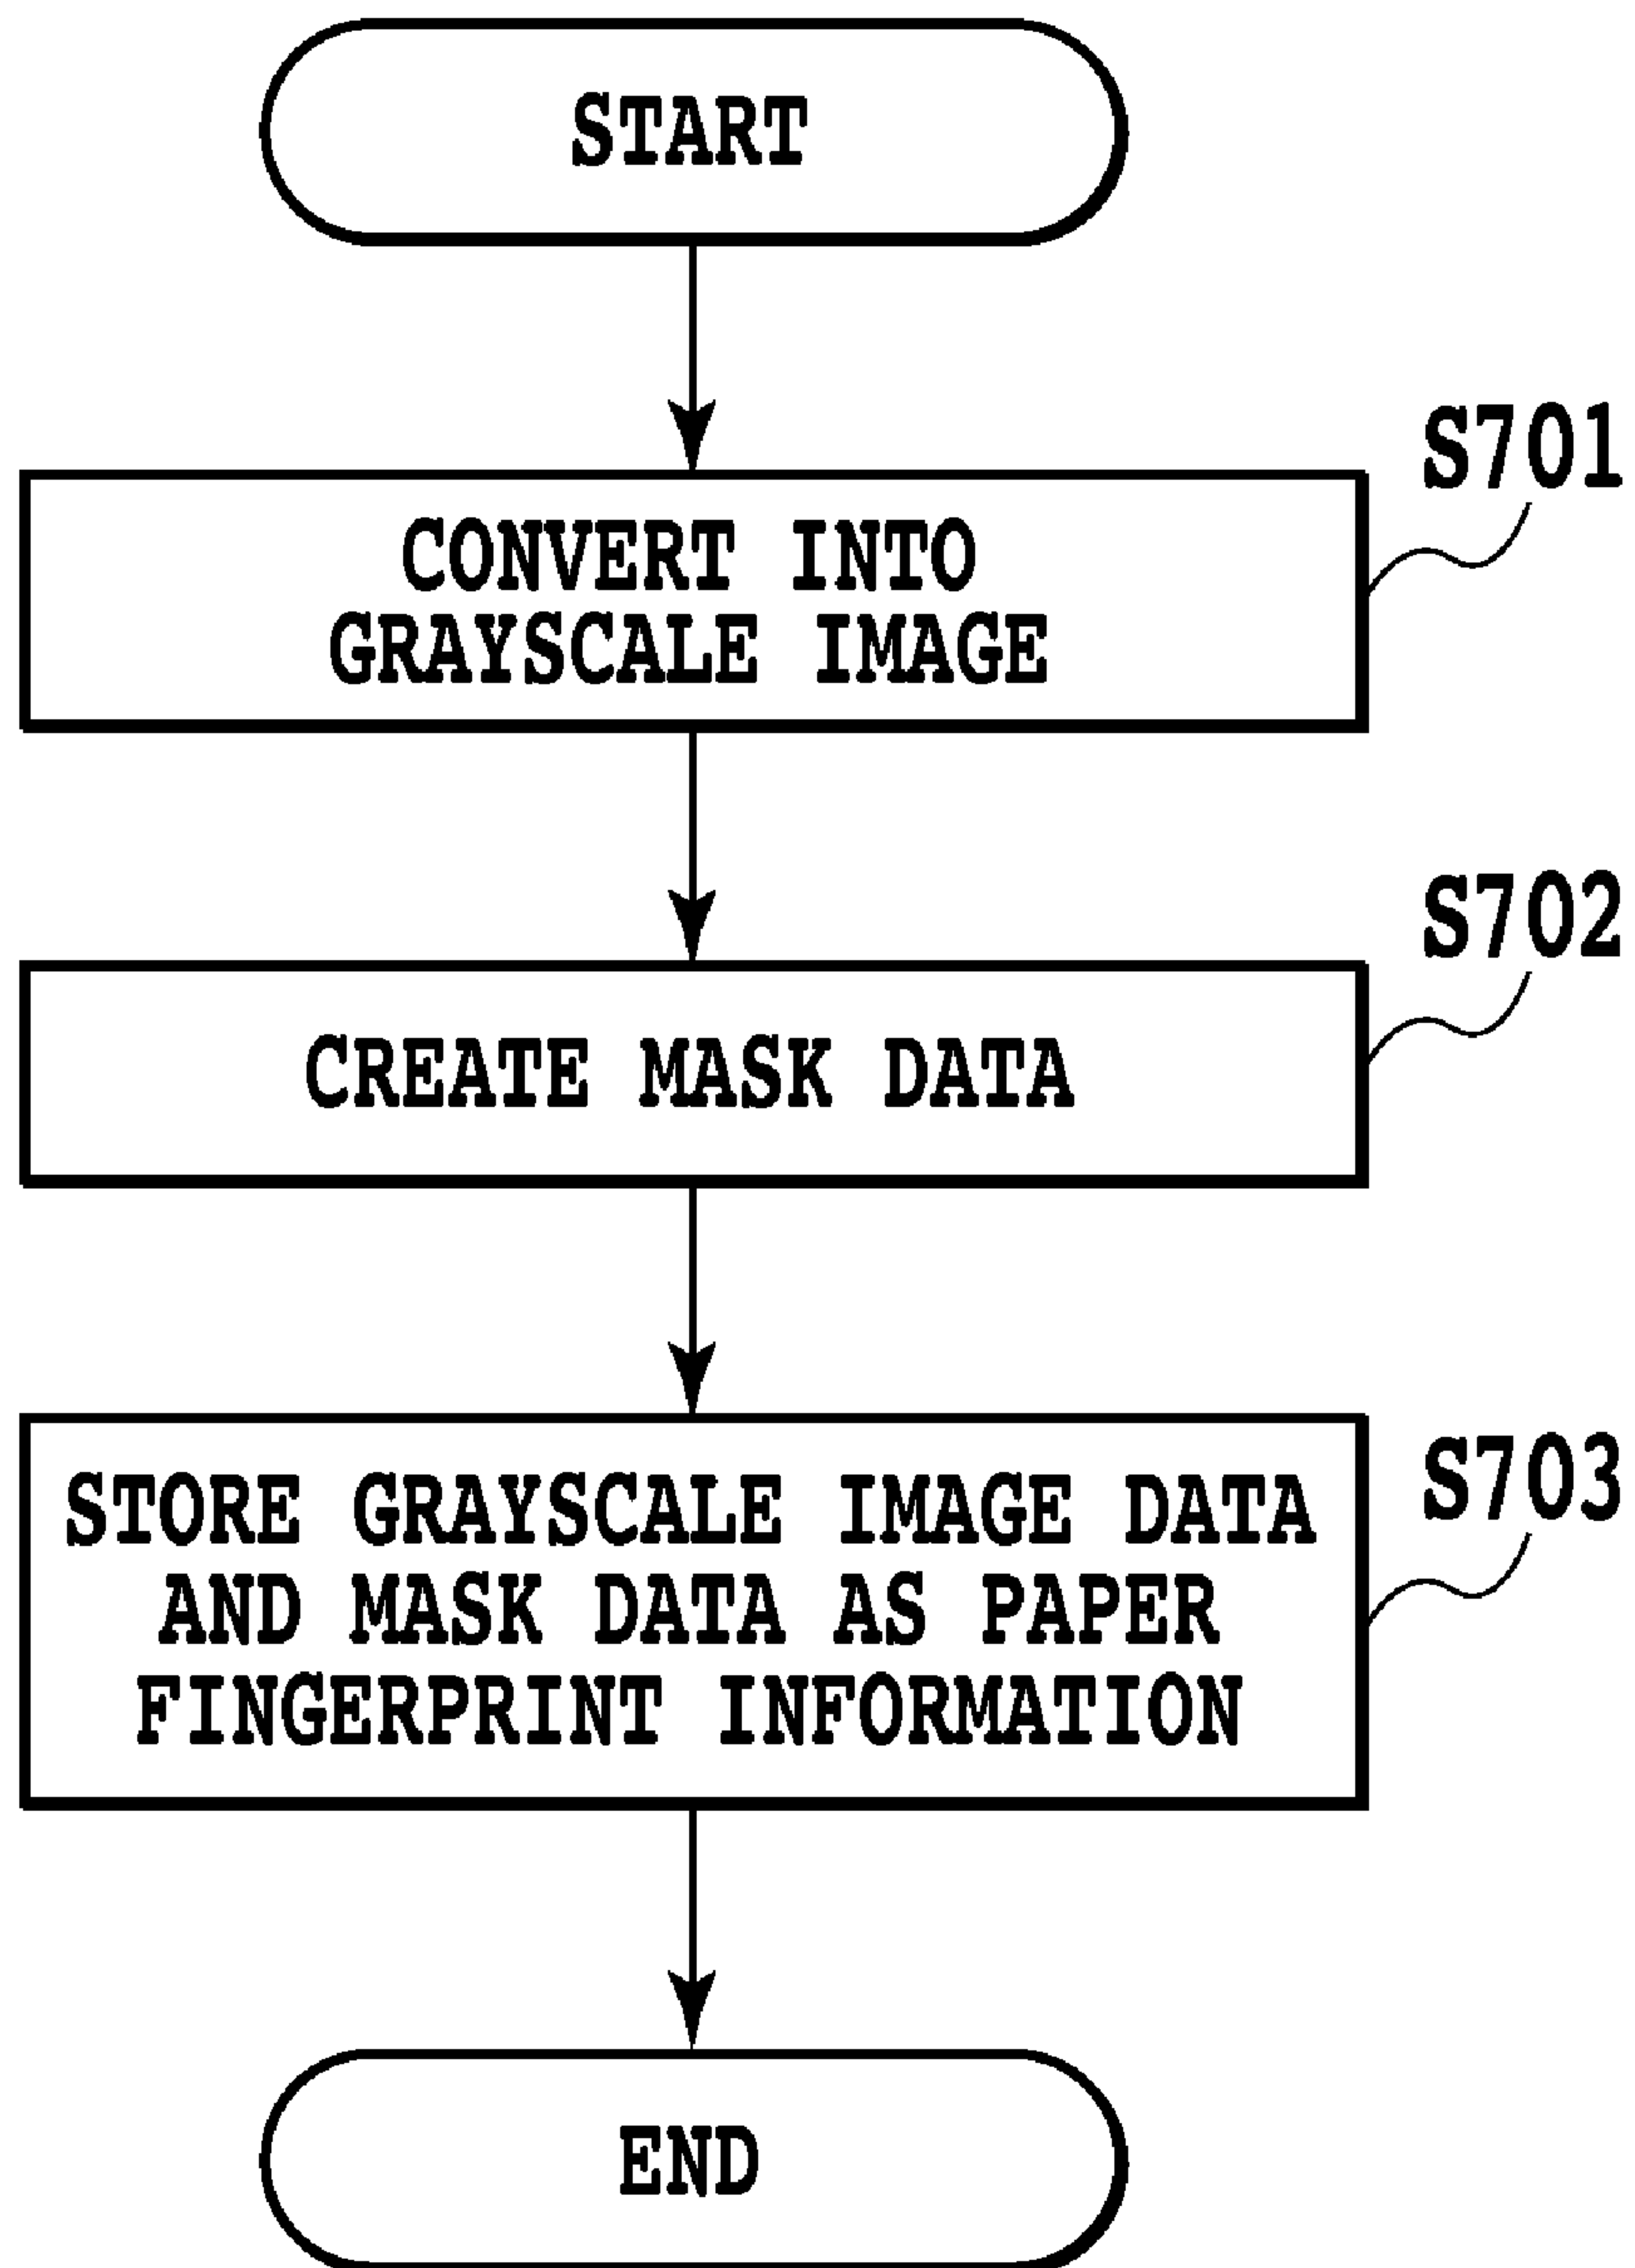 START
S701
CONVERT INTO
GRAYSCALE IMAGE
S702
CREATE MASK DATA
S703
STORE GRAYSCALE IMAGE DATA
AND MASK DATA AS PAPER
FINGERPRINT INFORMATION
END